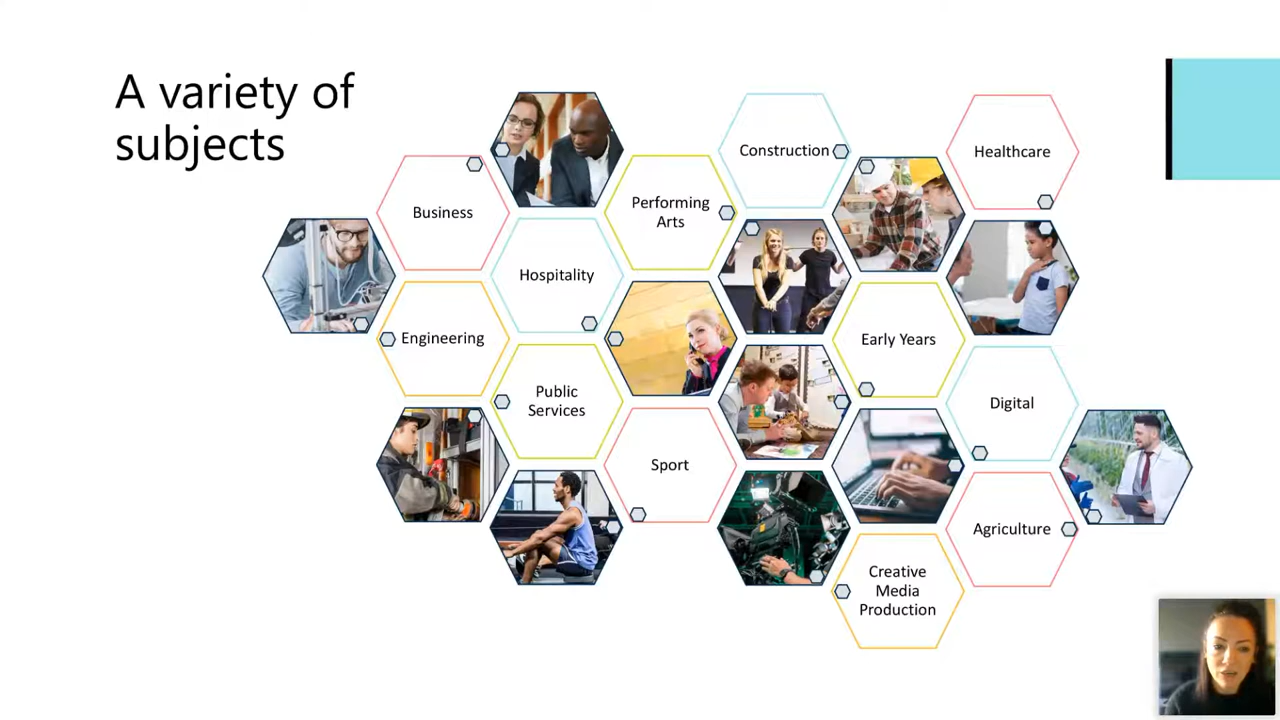 A variety of
subjects
Business
Performing
Arts
Construction
Healthcare
Hospitality
Engineering
Early Years
Public
Services
Digital
Sport
Agriculture
Creative
Media
Production